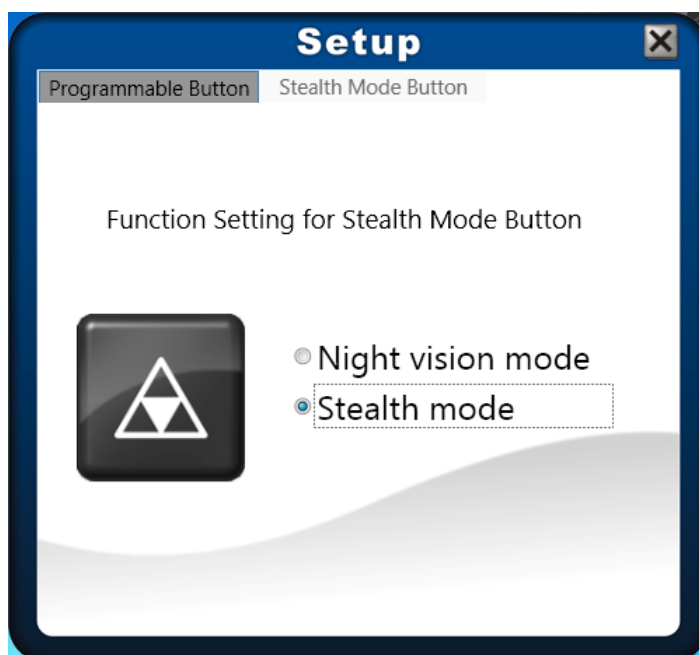 Setup
Programmable Button
Stealth Mode Button
Function Setting for Stealth Mode Button
Night vision mode
Stealth mode